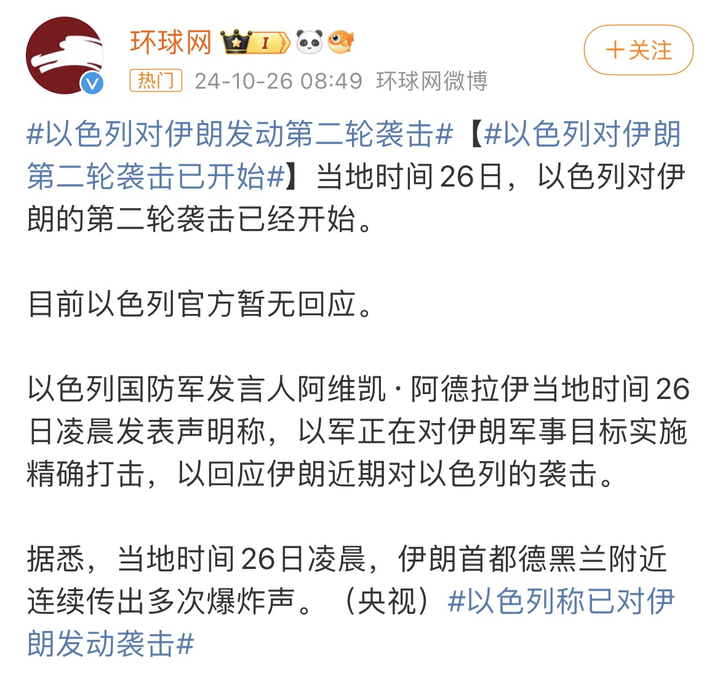 环球网
I
＋关注
热门 24-10-26 08:49 环球网微博
#以色列对伊朗发动第二轮袭击#【#以色列对伊朗
第二轮袭击已开始#】当地时间26日，以色列对伊
朗的第二轮袭击已经开始。
目前以色列官方暂无回应。
以色列国防军发言人阿维凯·阿德拉伊当地时间26
日凌晨发表声明称，以军正在对伊朗军事目标实施
精确打击，以回应伊朗近期对以色列的袭击。
据悉，当地时间26日凌晨，伊朗首都德黑兰附近
连续传出多次爆炸声。（央视）#以色列称已对伊
朗发动袭击#